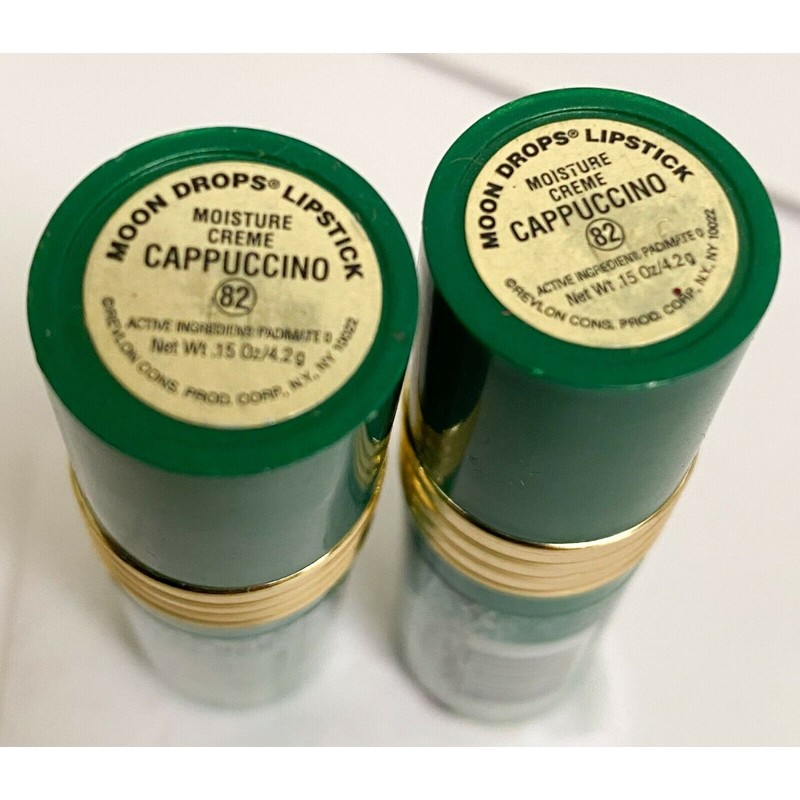 MOON DROPS® LIPSTICK
MOISTURE
CREME
CAPPUCCINO
82
ACTIVE INGREDIENT: PADIMATE O
Net Wt .15 Oz/4.2g
©REVLON CONS. PROD. CORP., N.Y., NY 10022
MOON DROPS® LIPSTICK
MOISTURE
CREME
CAPPUCCINO
82
ACTIVE INGREDIENT: PADIMATE O
Net Wt .15 Oz/4.2g
©REVLON CONS. PROD. CORP., N.Y., NY 10022